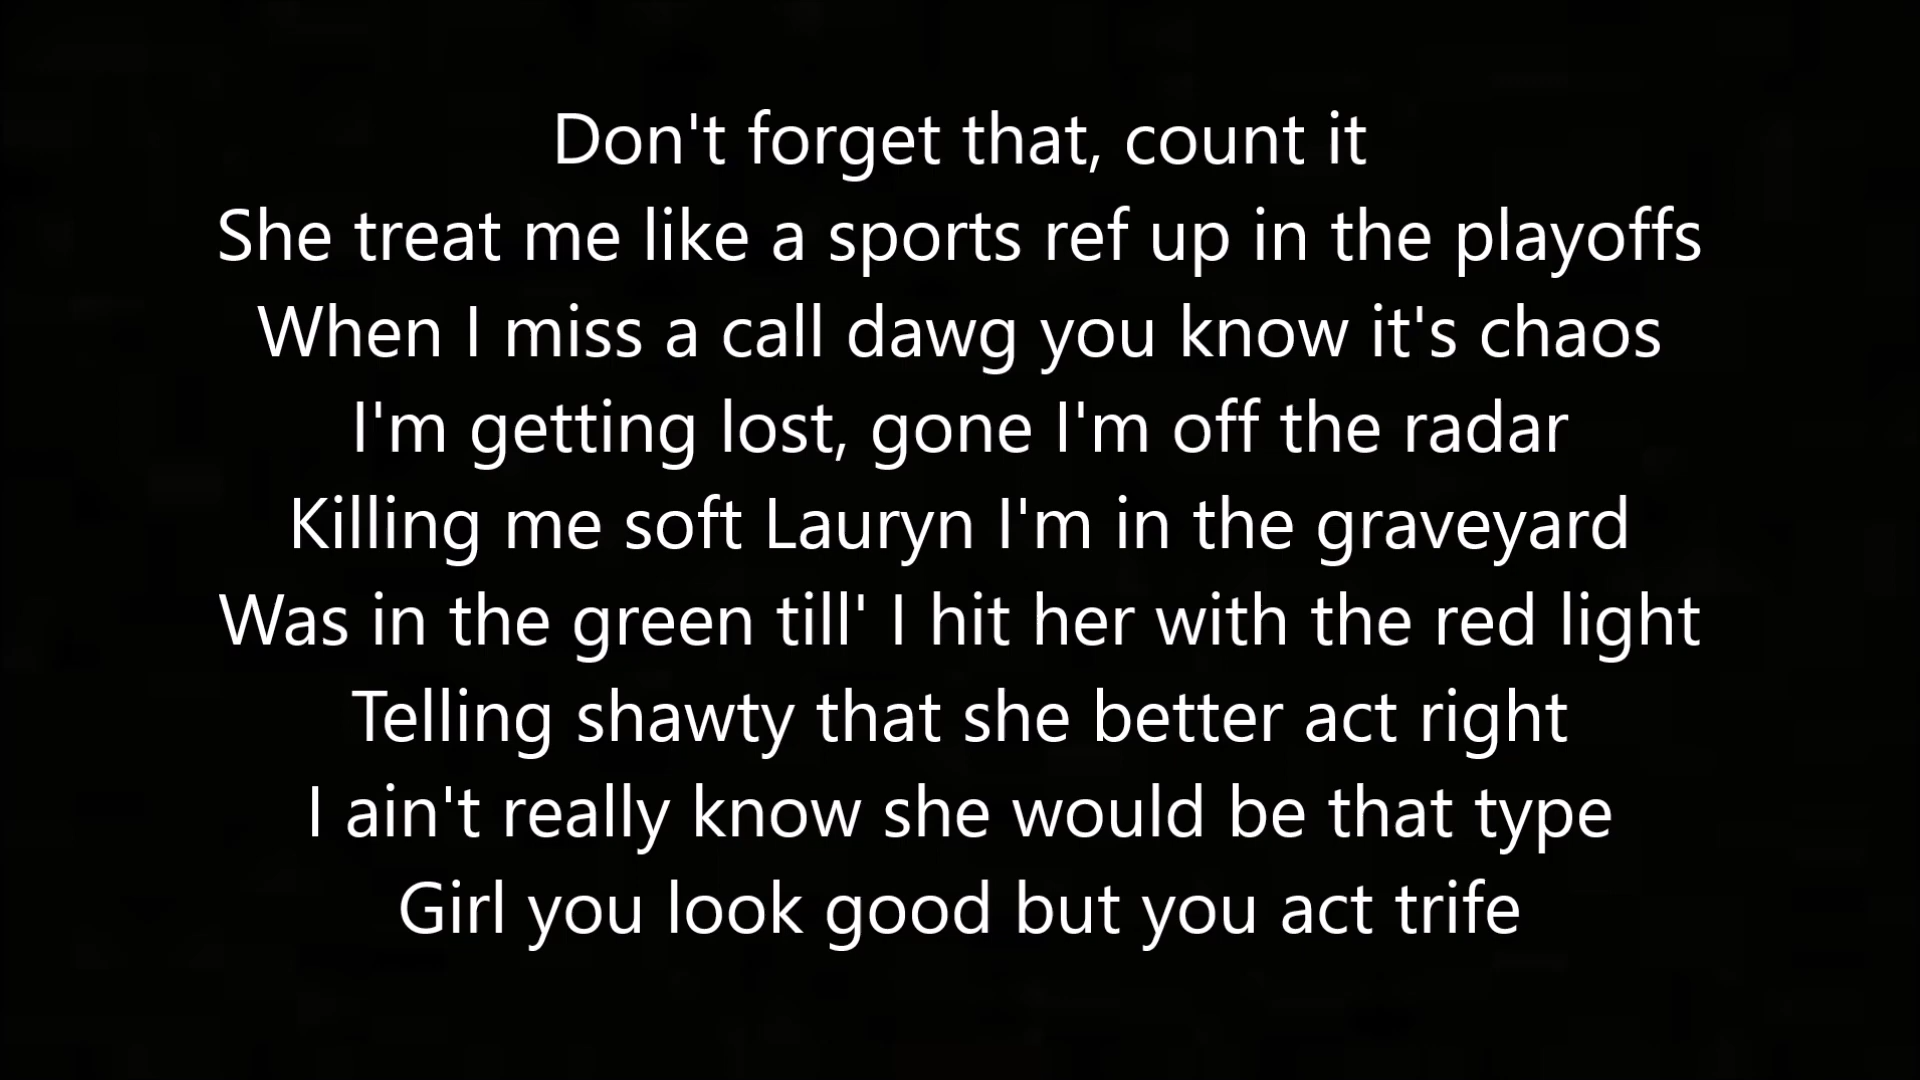 Don't forget that, count it
She treat me like a sports ref up in the playoffs
When I miss a call dawg you know it's chaos
I'm getting lost, gone I'm off the radar
Killing me soft Lauryn I'm in the graveyard
Was in the green till' I hit her with the red light
Telling shawty that she better act right
I ain't really know she would be that type
Girl you look good but you act trife